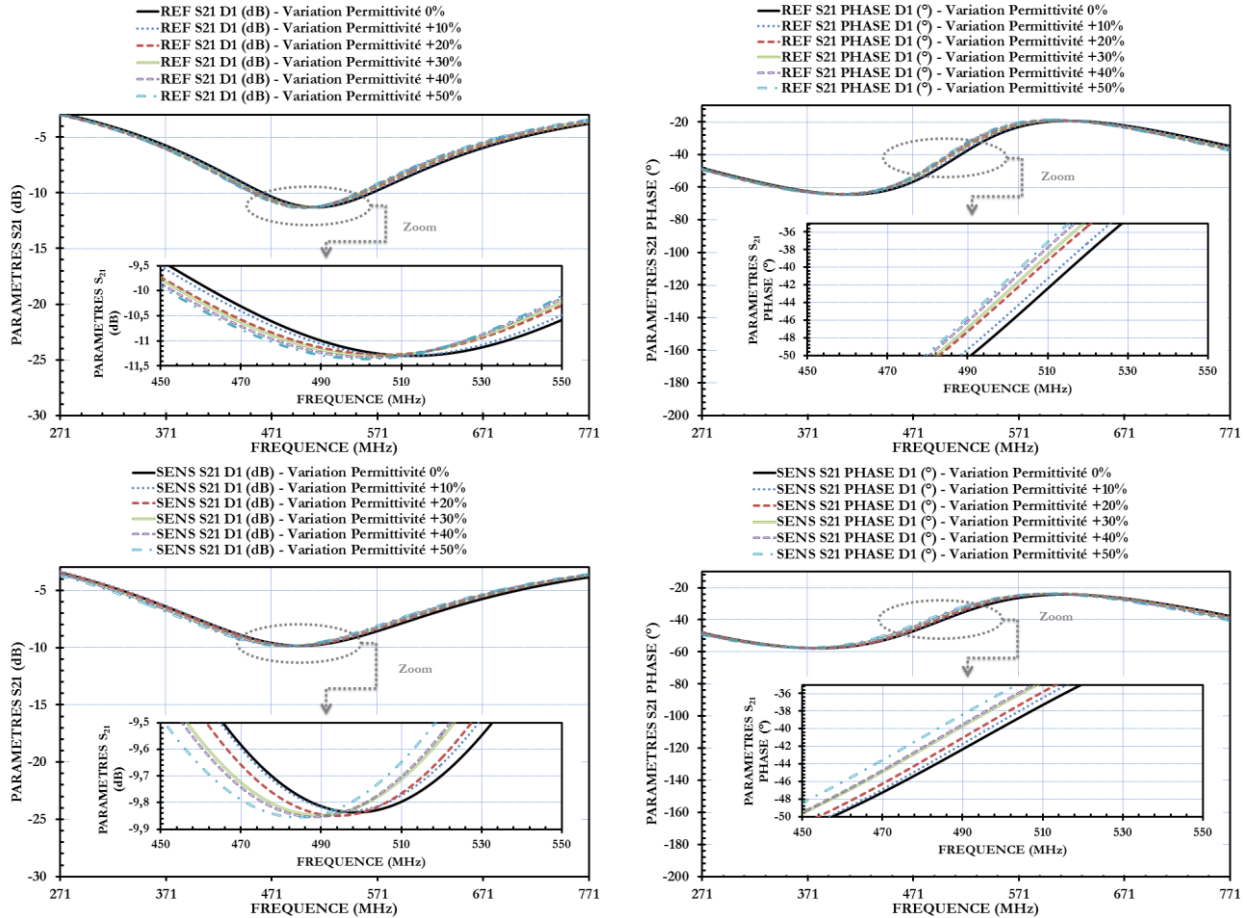 REF S21 D1 (dB) - Variation Permittivité 0%
REF S21 D1 (dB) - Variation Permittivité +10%
REF S21 D1 (dB) - Variation Permittivité +20%
REF S21 D1 (dB) - Variation Permittivité +30%
REF S21 D1 (dB) - Variation Permittivité +40%
REF S21 D1 (dB) - Variation Permittivité +50%
PARAMETRES S21 (dB)
-5
-10
-15
-20
-25
-30
271 371 471 571 671 771
FREQUENCE (MHz)
Zoom
PARAMETRES S21
(dB)
-9,5
-10
-10,5
-11
-11,5
450 470 490 510 530 550
FREQUENCE (MHz)
REF S21 PHASE D1 (°) - Variation Permittivité 0%
REF S21 PHASE D1 (°) - Variation Permittivité +10%
REF S21 PHASE D1 (°) - Variation Permittivité +20%
REF S21 PHASE D1 (°) - Variation Permittivité +30%
REF S21 PHASE D1 (°) - Variation Permittivité +40%
REF S21 PHASE D1 (°) - Variation Permittivité +50%
PARAMETRES S21 PHASE (°)
-20
-40
-60
-80
-100
-120
-140
-160
-180
-200
271 371 471 571 671 771
FREQUENCE (MHz)
Zoom
PARAMETRES S21
PHASE (°)
-36
-38
-40
-42
-44
-46
-48
-50
450 470 490 510 530 550
FREQUENCE (MHz)
SENS S21 D1 (dB) - Variation Permittivité 0%
SENS S21 D1 (dB) - Variation Permittivité +10%
SENS S21 D1 (dB) - Variation Permittivité +20%
SENS S21 D1 (dB) - Variation Permittivité +30%
SENS S21 D1 (dB) - Variation Permittivité +40%
SENS S21 D1 (dB) - Variation Permittivité +50%
PARAMETRES S21 (dB)
-5
-10
-15
-20
-25
-30
271 371 471 571 671 771
FREQUENCE (MHz)
Zoom
PARAMETRES S21
(dB)
-9,5
-9,6
-9,7
-9,8
-9,9
450 470 490 510 530 550
FREQUENCE (MHz)
SENS S21 PHASE D1 (°) - Variation Permittivité 0%
SENS S21 PHASE D1 (°) - Variation Permittivité +10%
SENS S21 PHASE D1 (°) - Variation Permittivité +20%
SENS S21 PHASE D1 (°) - Variation Permittivité +30%
SENS S21 PHASE D1 (°) - Variation Permittivité +40%
SENS S21 PHASE D1 (°) - Variation Permittivité +50%
PARAMETRES S21 PHASE (°)
-20
-40
-60
-80
-100
-120
-140
-160
-180
-200
271 371 471 571 671 771
FREQUENCE (MHz)
Zoom
PARAMETRES S21
PHASE (°)
-36
-38
-40
-42
-44
-46
-48
-50
450 470 490 510 530 550
FREQUENCE (MHz)